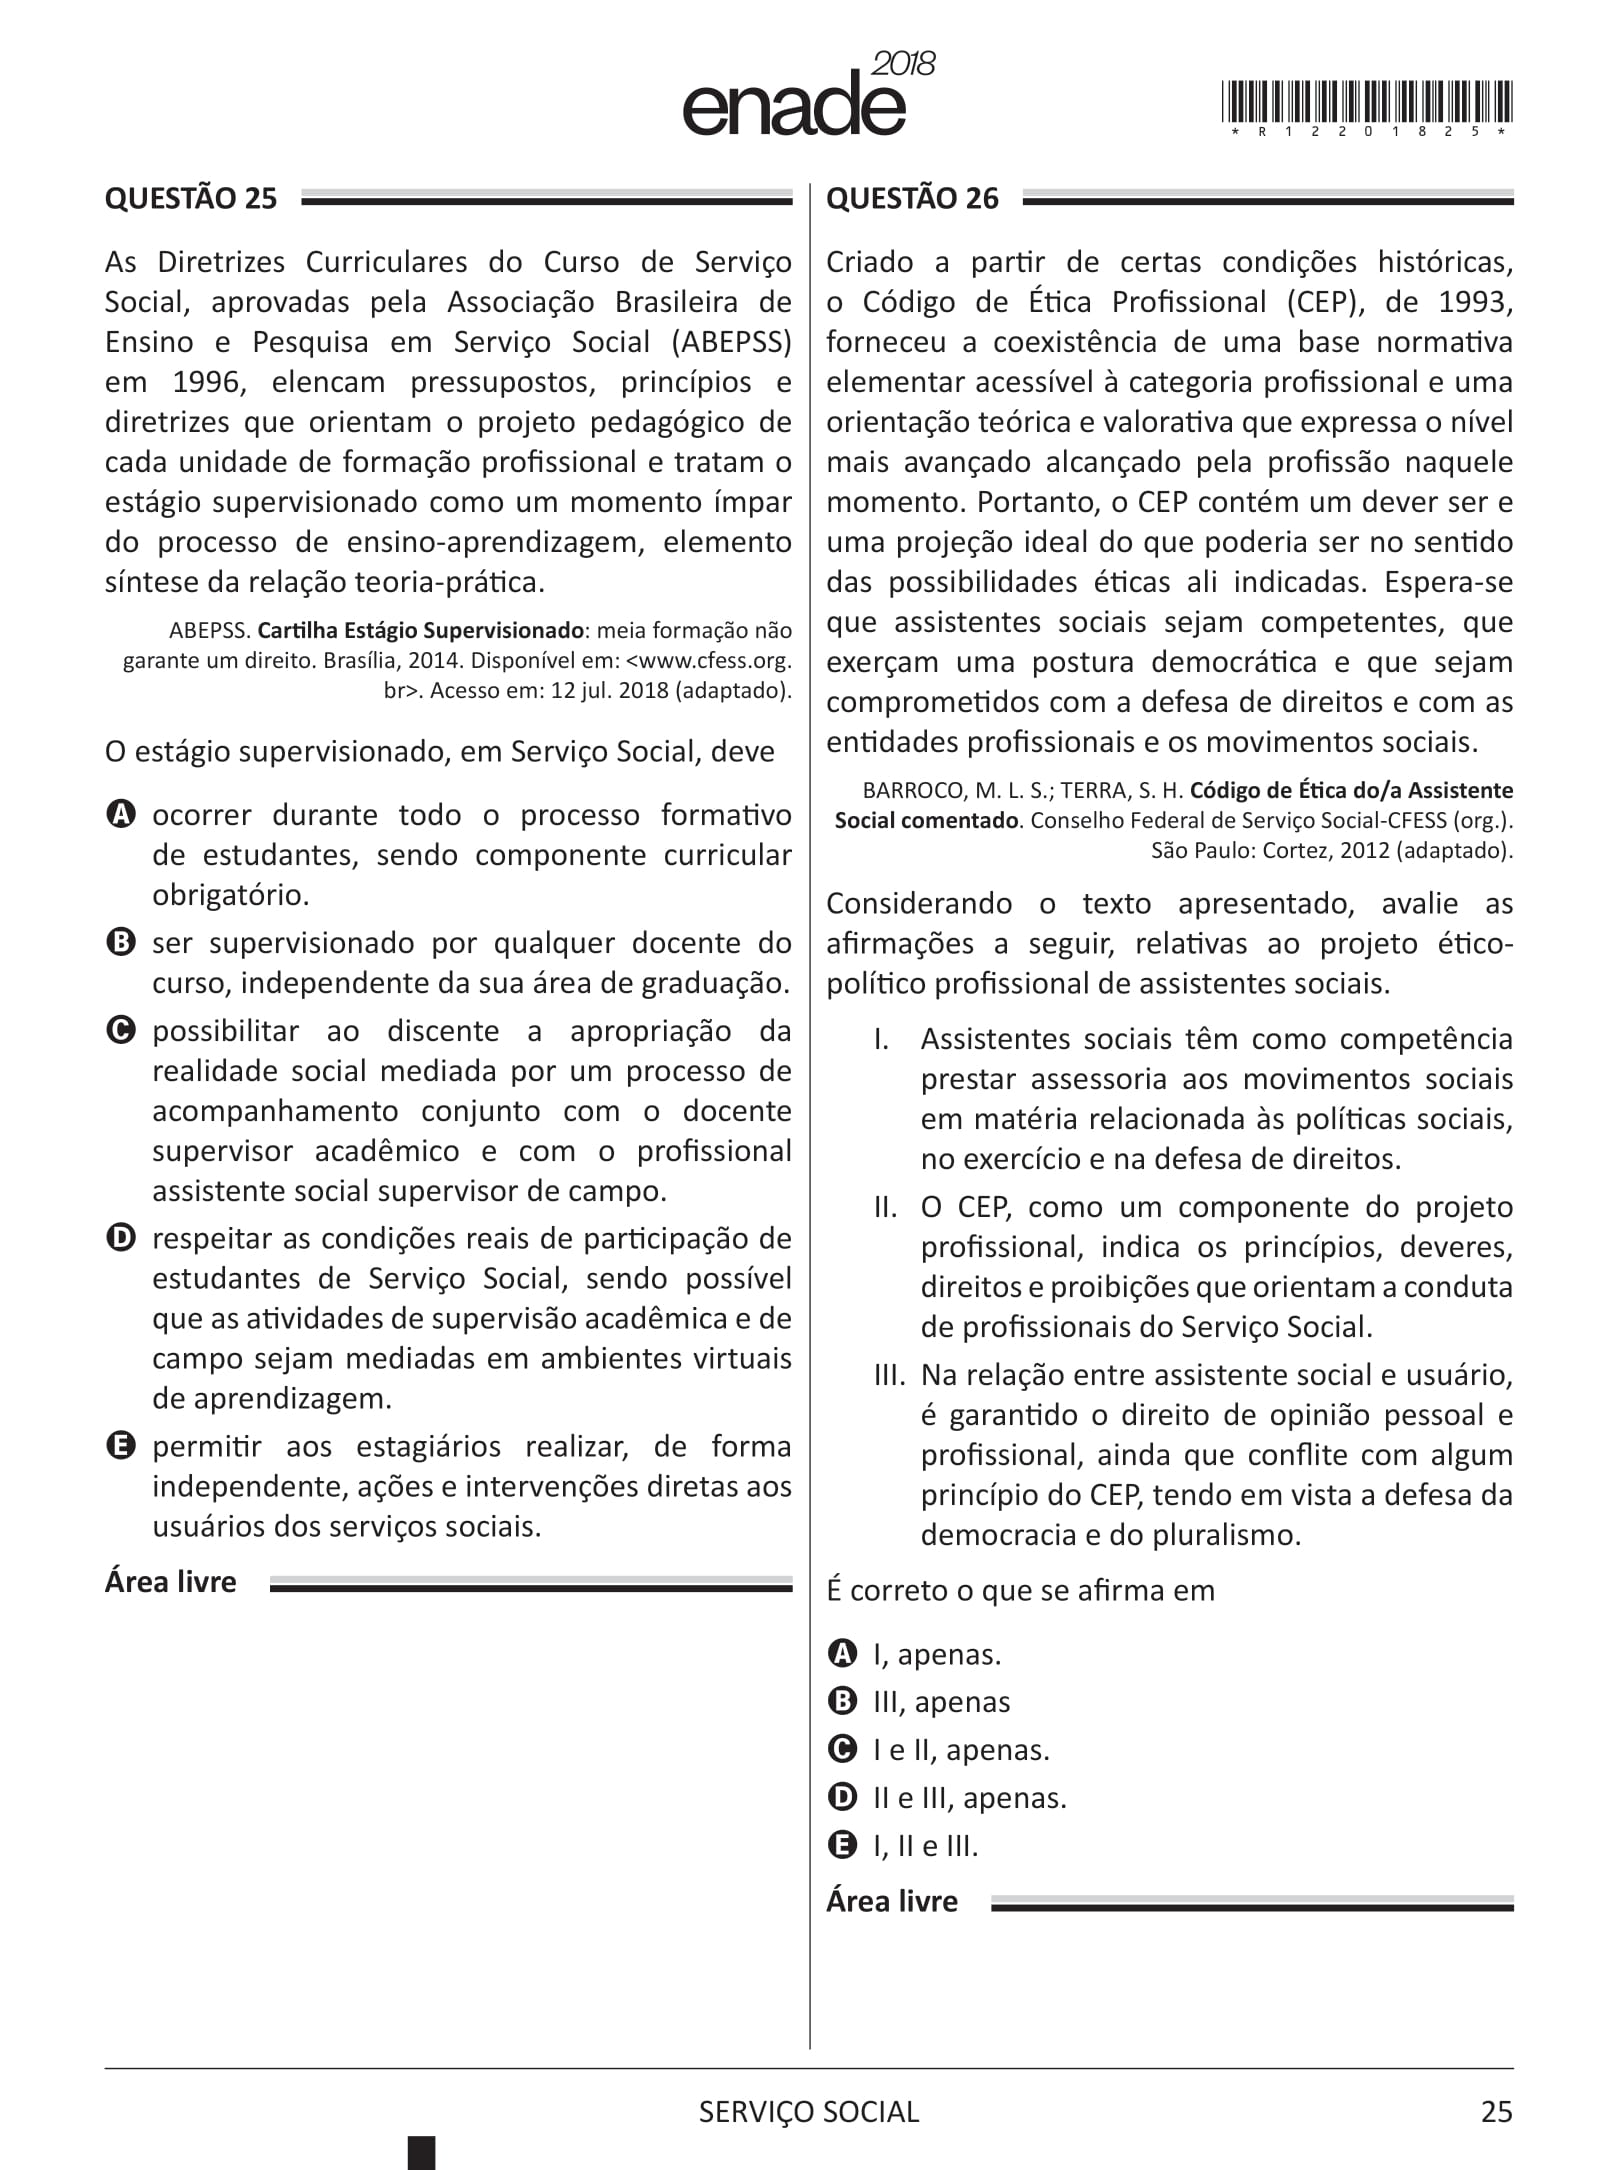 enade 2018
*R12201825*
QUESTÃO 25
As Diretrizes Curriculares do Curso de Serviço
Social, aprovadas pela Associação Brasileira de
Ensino e Pesquisa em Serviço Social (ABEPSS)
em 1996, elencam pressupostos, princípios e
diretrizes que orientam o projeto pedagógico de
cada unidade de formação profissional e tratam o
estágio supervisionado como um momento ímpar
do processo de ensino-aprendizagem, elemento
síntese da relação teoria-prática.
ABEPSS. Cartilha Estágio Supervisionado: meia formação não
garante um direito. Brasília, 2014. Disponível em: <www.cfess.org.
br>. Acesso em: 12 jul. 2018 (adaptado).
O estágio supervisionado, em Serviço Social, deve
A ocorrer durante todo o processo formativo
de estudantes, sendo componente curricular
obrigatório.
B ser supervisionado por qualquer docente do
curso, independente da sua área de graduação.
C possibilitar ao discente a apropriação da
realidade social mediada por um processo de
acompanhamento conjunto com o docente
supervisor acadêmico e com o profissional
assistente social supervisor de campo.
D respeitar as condições reais de participação de
estudantes de Serviço Social, sendo possível
que as atividades de supervisão acadêmica e de
campo sejam mediadas em ambientes virtuais
de aprendizagem.
E permitir aos estagiários realizar, de forma
independente, ações e intervenções diretas aos
usuários dos serviços sociais.
Área livre
QUESTÃO 26
Criado a partir de certas condições históricas,
o Código de Ética Profissional (CEP), de 1993,
forneceu a coexistência de uma base normativa
elementar acessível à categoria profissional e uma
orientação teórica e valorativa que expressa o nível
mais avançado alcançado pela profissão naquele
momento. Portanto, o CEP contém um dever ser e
uma projeção ideal do que poderia ser no sentido
das possibilidades éticas ali indicadas. Espera-se
que assistentes sociais sejam competentes, que
exerçam uma postura democrática e que sejam
comprometidos com a defesa de direitos e com as
entidades profissionais e os movimentos sociais.
BARROCO, M. L. S.; TERRA, S. H. Código de Ética do/a Assistente
Social comentado. Conselho Federal de Serviço Social-CFESS (org.).
São Paulo: Cortez, 2012 (adaptado).
Considerando o texto apresentado, avalie as
afirmações a seguir, relativas ao projeto ético-
político profissional de assistentes sociais.
I. Assistentes sociais têm como competência
prestar assessoria aos movimentos sociais
em matéria relacionada às políticas sociais,
no exercício e na defesa de direitos.
II. O CEP, como um componente do projeto
profissional, indica os princípios, deveres,
direitos e proibições que orientam a conduta
de profissionais do Serviço Social.
III. Na relação entre assistente social e usuário,
é garantido o direito de opinião pessoal e
profissional, ainda que conflite com algum
princípio do CEP, tendo em vista a defesa da
democracia e do pluralismo.
É correto o que se afirma em
A I, apenas.
B III, apenas
C I e II, apenas.
D II e III, apenas.
E I, II e III.
Área livre
SERVIÇO SOCIAL
25